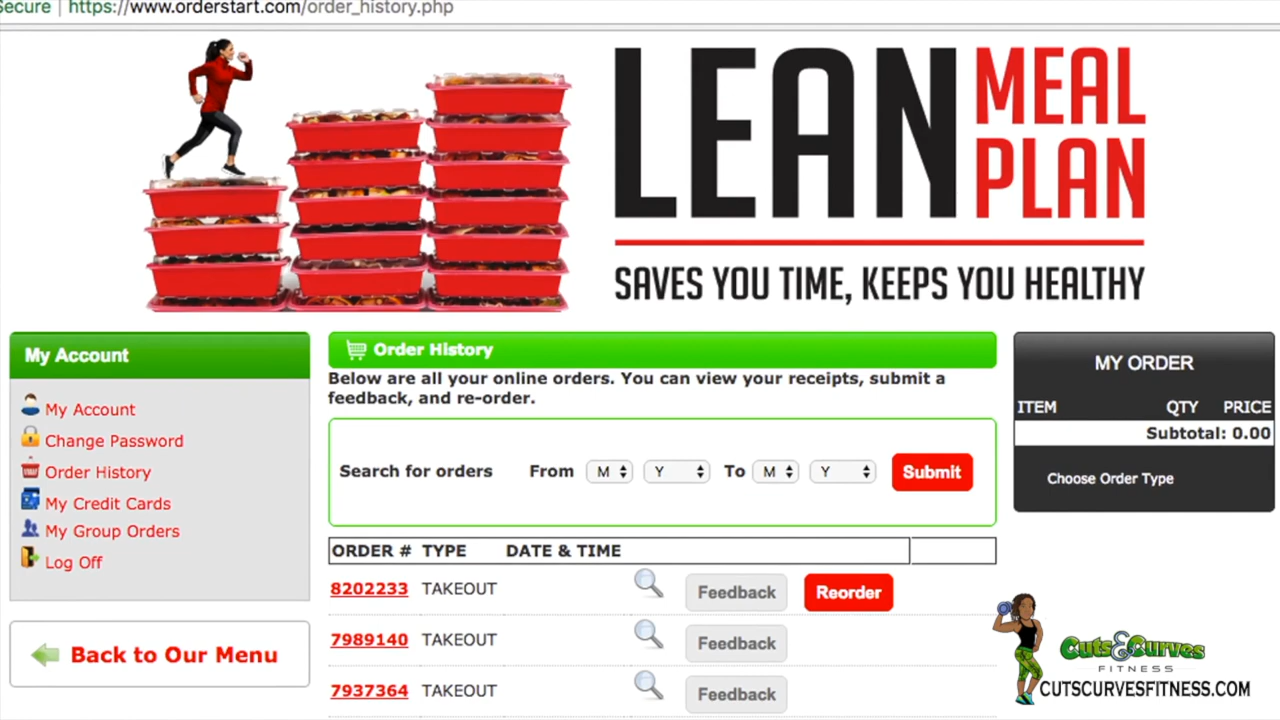 Secure | https://www.orderstart.com/order_history.php
LEAN MEAL PLAN
SAVES YOU TIME, KEEPS YOU HEALTHY
My Account
My Account
Change Password
Order History
My Credit Cards
My Group Orders
Log Off
Back to Our Menu
Order History
Below are all your online orders. You can view your receipts, submit a
feedback, and re-order.
Search for orders From M Y To M Y Submit
ORDER # TYPE DATE & TIME
8202233 TAKEOUT Feedback Reorder
7989140 TAKEOUT Feedback
7937364 TAKEOUT Feedback
MY ORDER
ITEM QTY PRICE
Subtotal: 0.00
Choose Order Type
Cuts&Curves
FITNESS
CUTSCURVESFITNESS.COM